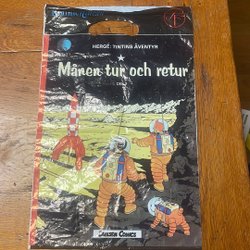 HERGÉ: TINTINS ÄVENTYR
Månen tur och retur
CARLSEN COMICS